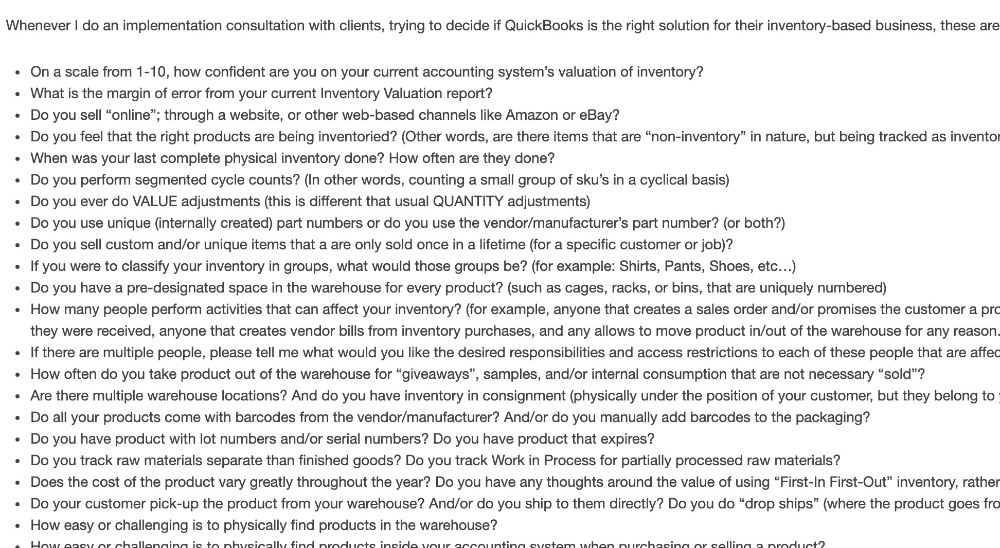 Whenever I do an implementation consultation with clients, trying to decide if QuickBooks is the right solution for their inventory-based business, these are
• On a scale from 1-10, how confident are you on your current accounting system’s valuation of inventory?
• What is the margin of error from your current Inventory Valuation report?
• Do you sell “online”; through a website, or other web-based channels like Amazon or eBay?
• Do you feel that the right products are being inventoried? (Other words, are there items that are “non-inventory” in nature, but being tracked as
• When was your last complete physical inventory done? How often are they done?
• Do you perform segmented cycle counts? (In other words, counting a small group of sku’s in a cyclical basis)
• Do you ever do VALUE adjustments (this is different that usual QUANTITY adjustments)
• Do you use unique (internally created) part numbers or do you use the vendor/manufacturer’s part number? (or both?)
• Do you sell custom and/or unique items that a are only sold once in a lifetime (for a specific customer or job)?
• If you were to classify your inventory in groups, what would those groups be? (for example: Shirts, Pants, Shoes, etc…)
• Do you have a pre-designated space in the warehouse for every product? (such as cages, racks, or bins, that are uniquely numbered)
• How many people perform activities that can affect your inventory? (for example, anyone that creates a sales order and/or promises the customer a
they were received, anyone that creates vendor bills from inventory purchases, and any allows to move product in/out of the warehouse for any reason.
• If there are multiple people, please tell me what would you like the desired responsibilities and access restrictions to each of these people that are
• How often do you take product out of the warehouse for “giveaways”, samples, and/or internal consumption that are not necessary “sold”?
• Are there multiple warehouse locations? And do you have inventory in consignment (physically under the position of your customer, but they belong to
• Do all your products come with barcodes from the vendor/manufacturer? And/or do you manually add barcodes to the packaging?
• Do you have product with lot numbers and/or serial numbers? Do you have product that expires?
• Do you track raw materials separate than finished goods? Do you track Work in Process for partially processed raw materials?
• Does the cost of the product vary greatly throughout the year? Do you have any thoughts around the value of using “First-In First-Out” inventory, rather
• Do your customer pick-up the product from your warehouse? And/or do you ship to them directly? Do you do “drop ships” (where the product goes
• How easy or challenging is to physically find products in the warehouse?
• How easy or challenging is to physically find products inside your accounting system when purchasing or selling a product?